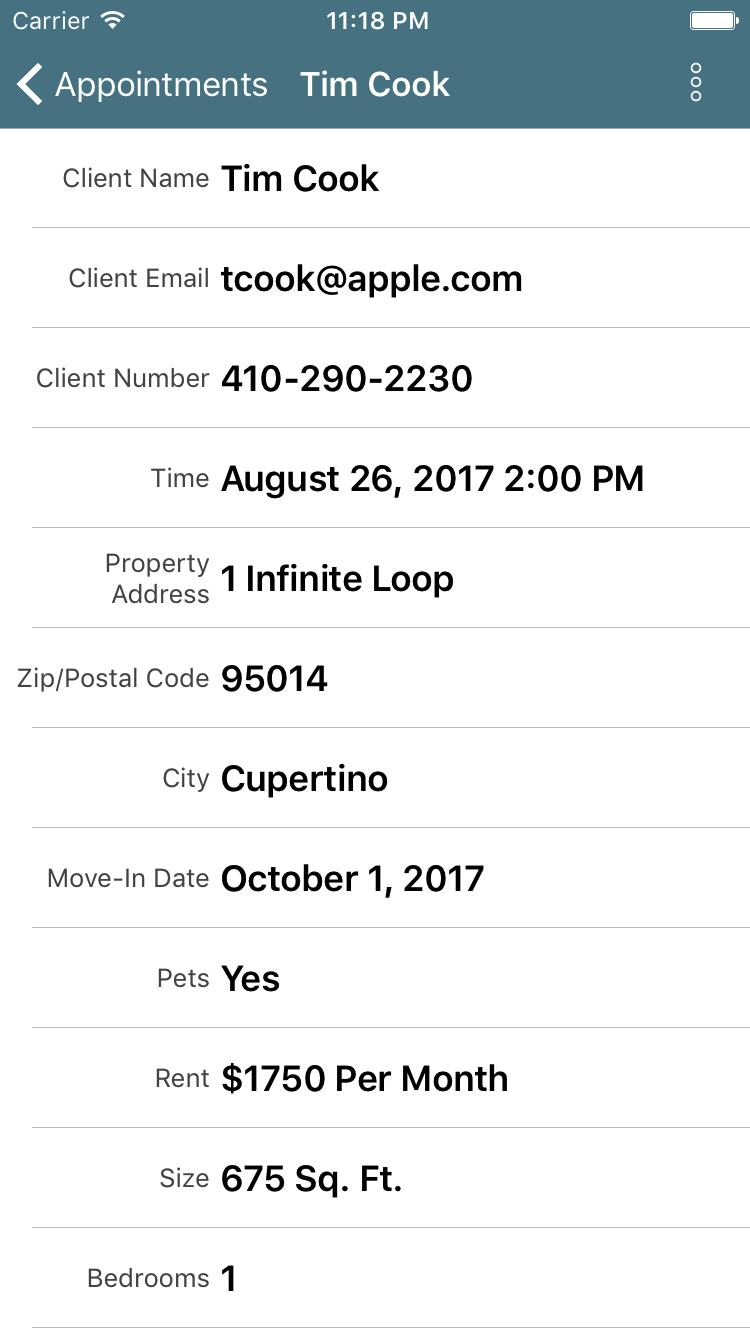 Carrier 11:18 PM
Appointments Tim Cook
Client Name Tim Cook
Client Email tcook@apple.com
Client Number 410-290-2230
Time August 26, 2017 2:00 PM
Property
Address 1 Infinite Loop
Zip/Postal Code 95014
City Cupertino
Move-In Date October 1, 2017
Pets Yes
Rent $1750 Per Month
Size 675 Sq. Ft.
Bedrooms 1